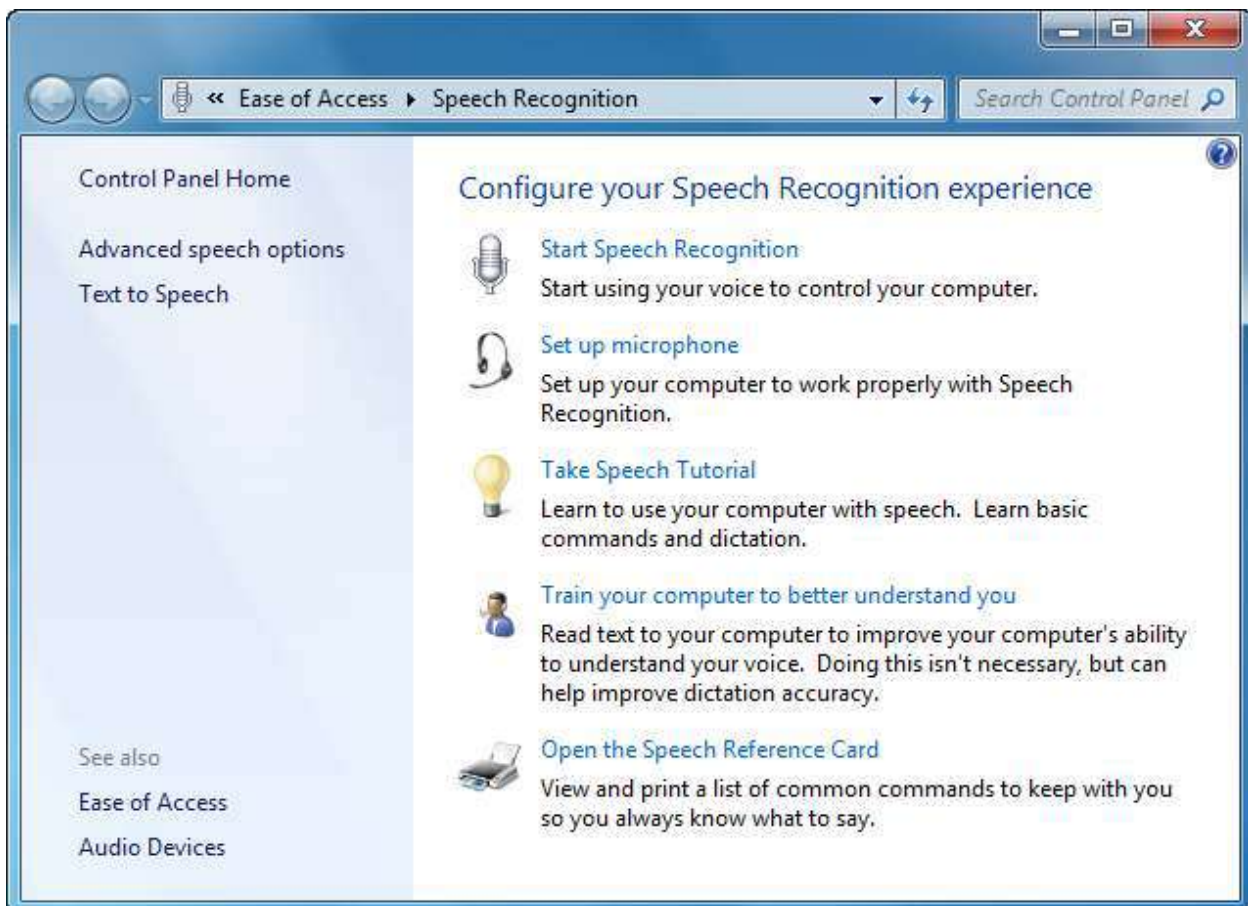 « Ease of Access ▸ Speech Recognition
Search Control Panel
Control Panel Home
Advanced speech options
Text to Speech
See also
Ease of Access
Audio Devices
Configure your Speech Recognition experience
Start Speech Recognition
Start using your voice to control your computer.
Set up microphone
Set up your computer to work properly with Speech
Recognition.
Take Speech Tutorial
Learn to use your computer with speech.  Learn basic
commands and dictation.
Train your computer to better understand you
Read text to your computer to improve your computer's ability
to understand your voice.  Doing this isn't necessary, but can
help improve dictation accuracy.
Open the Speech Reference Card
View and print a list of common commands to keep with you
so you always know what to say.